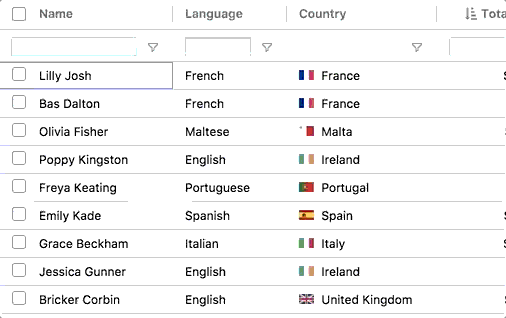 Name Language Country Tota
Lilly Josh French France
Bas Dalton French France
Olivia Fisher Maltese Malta
Poppy Kingston English Ireland
Freya Keating Portuguese Portugal
Emily Kade Spanish Spain
Grace Beckham Italian Italy
Jessica Gunner English Ireland
Bricker Corbin English United Kingdom